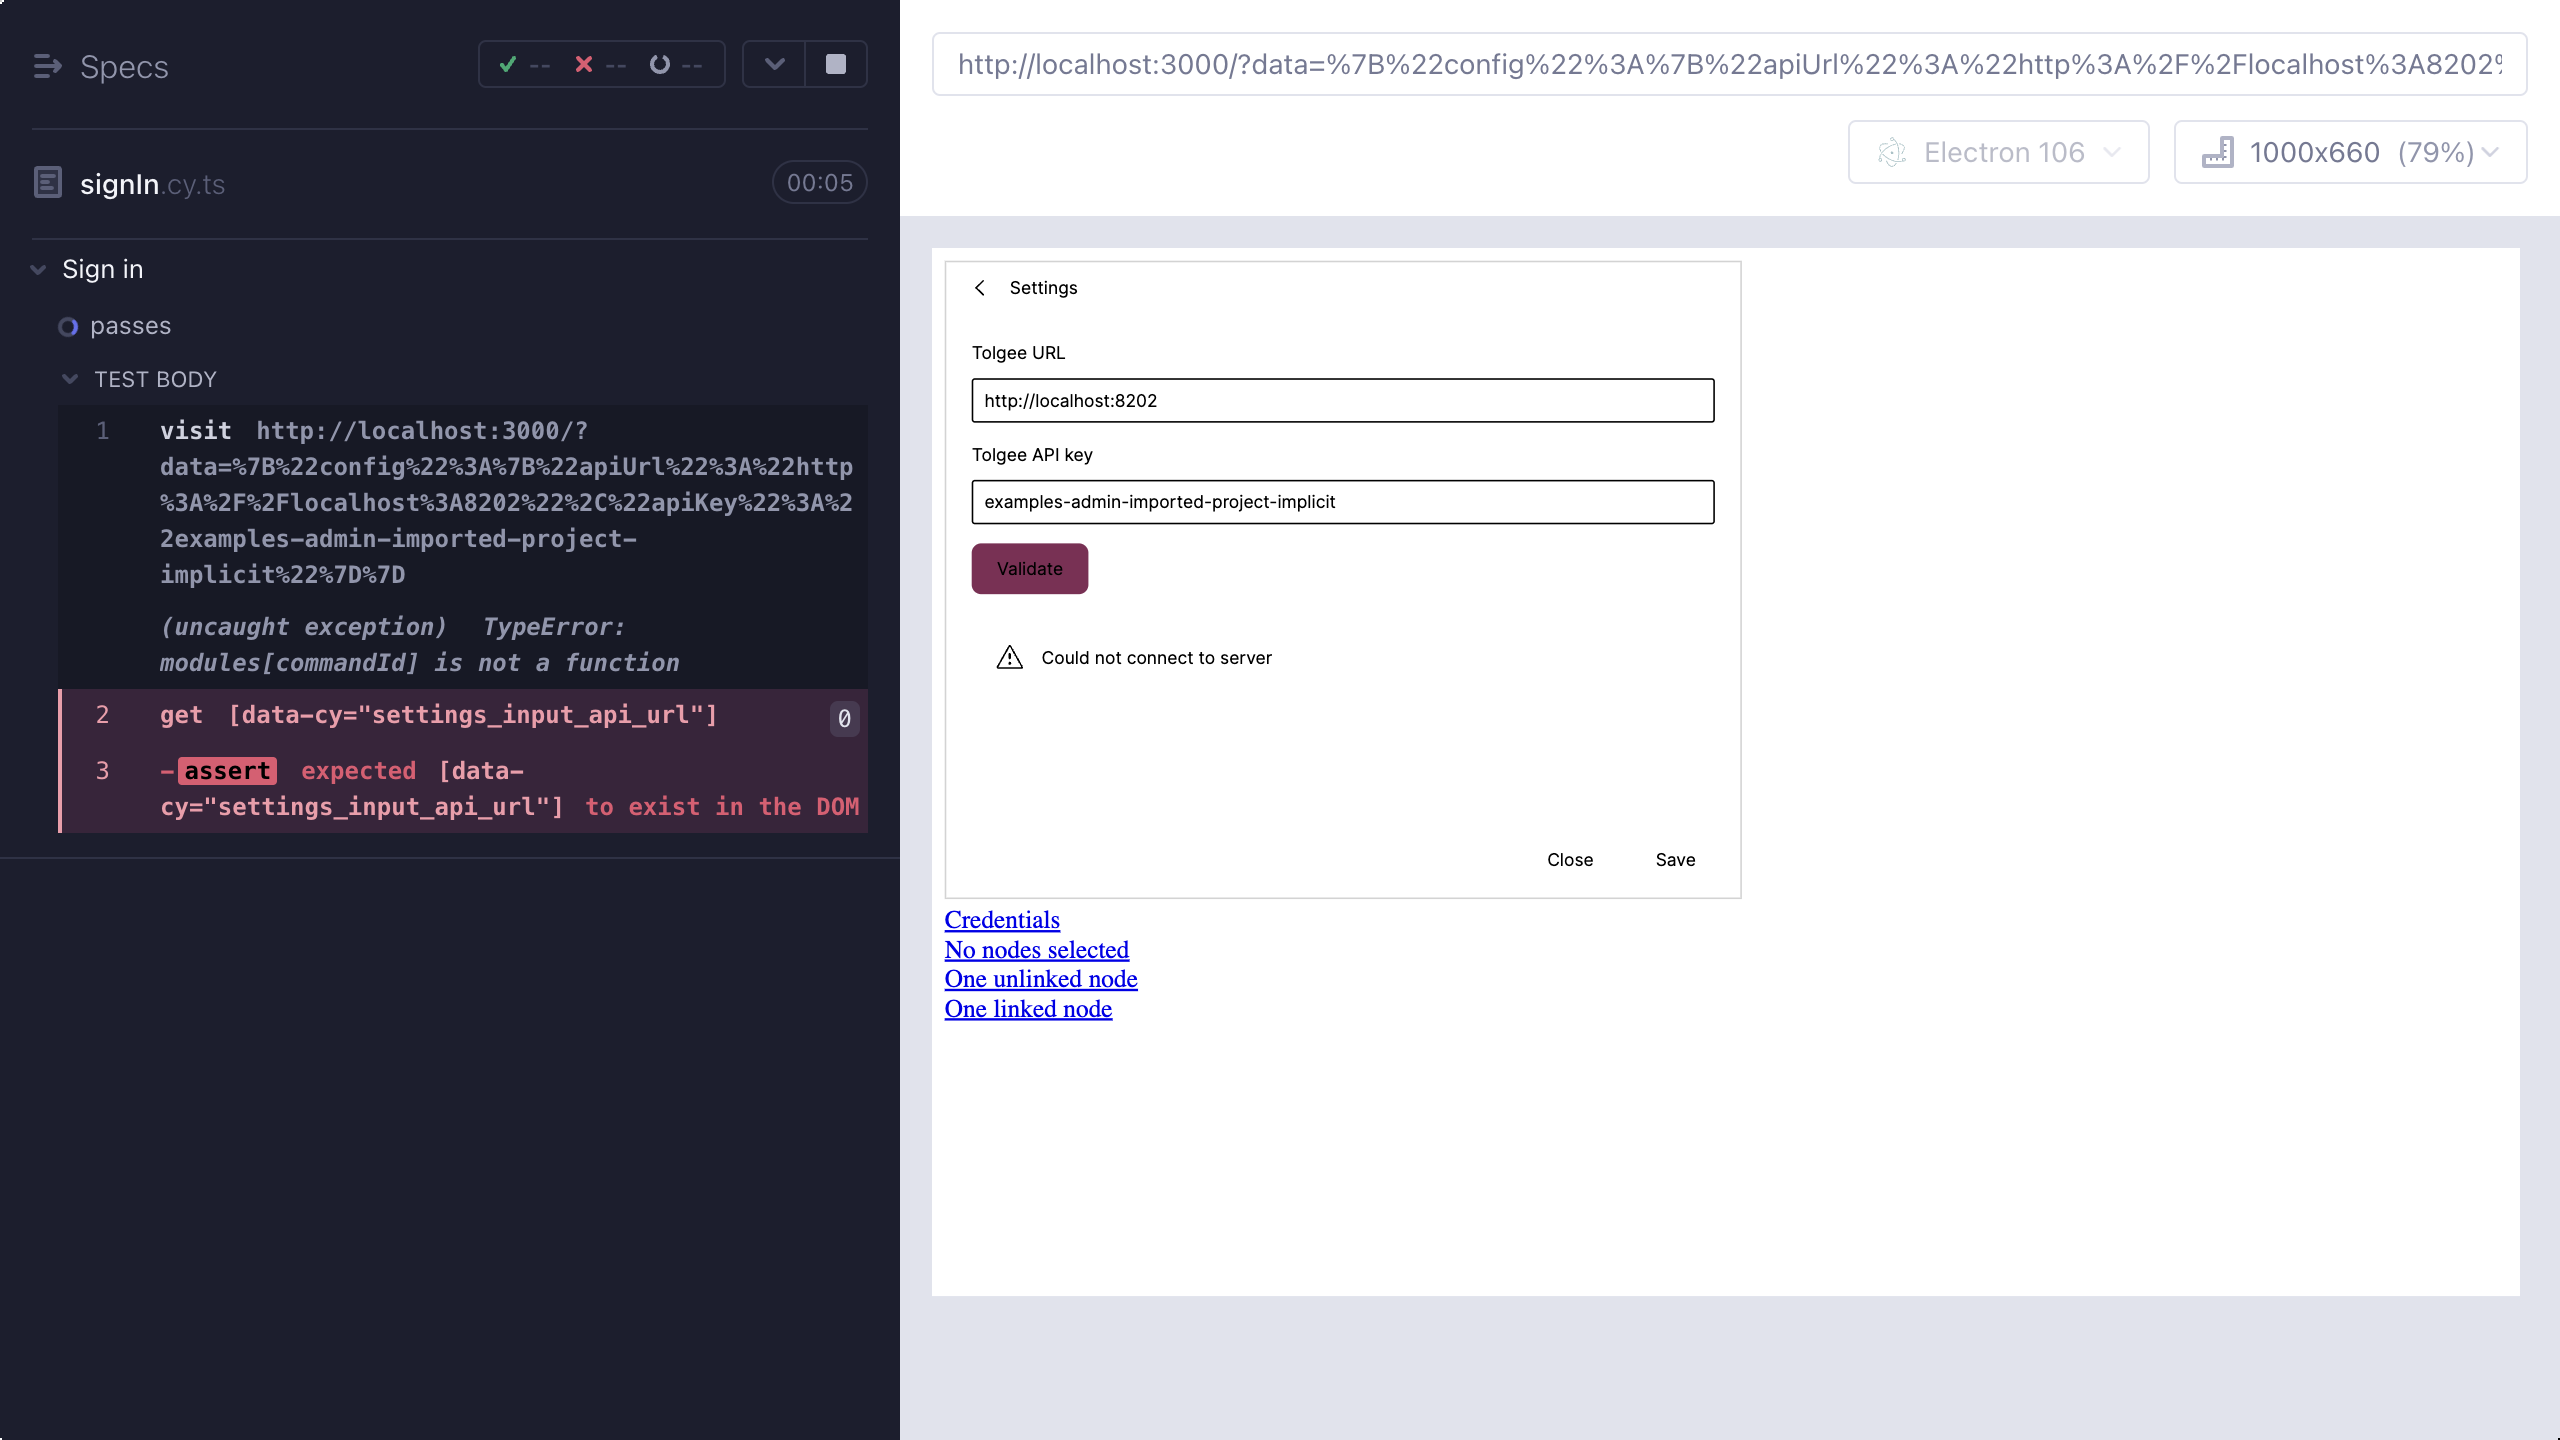 Specs
-- -- --
signIn.cy.ts
00:05
Sign in
passes
TEST BODY
1 visit http://localhost:3000/?
data=%7B%22config%22%3A%7B%22apiUrl%22%3A%22http
%3A%2F%2Flocalhost%3A8202%22%2C%22apiKey%22%3A%2
2examples-admin-imported-project-
implicit%22%7D%7D
(uncaught exception) TypeError:
modules[commandId] is not a function
2 get [data-cy="settings_input_api_url"] 0
3 -assert expected [data-
cy="settings_input_api_url"] to exist in the DOM
http://localhost:3000/?data=%7B%22config%22%3A%7B%22apiUrl%22%3A%22http%3A%2F%2Flocalhost%3A8202%
Electron 106
1000x660 (79%)
Settings
Tolgee URL
http://localhost:8202
Tolgee API key
examples-admin-imported-project-implicit
Validate
Could not connect to server
Close Save
Credentials
No nodes selected
One unlinked node
One linked node